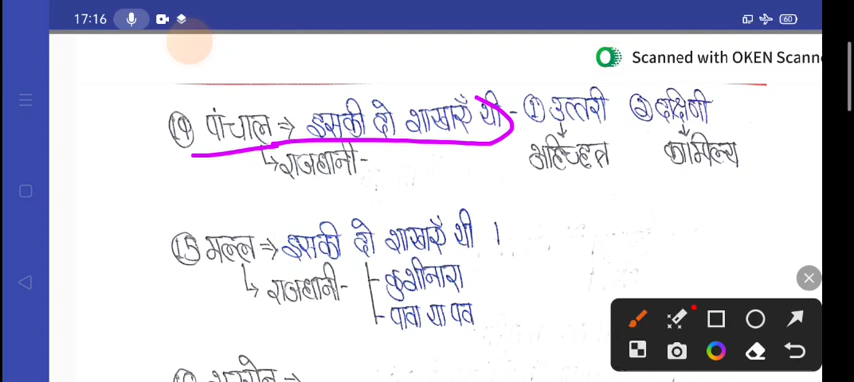 17:16 60
Scanned with OKEN Scann
⑭ पांचाल ⇒ इसकी दो शाखाएँ थी - ① उत्तरी ② दक्षिणी
↳ राजधानी - अहिच्छत्र काम्पिल्य
⑮ मल्ल ⇒ इसकी दो शाखाएँ थी ।
↳ राजधानी - कुशीनारा
पावा या पव